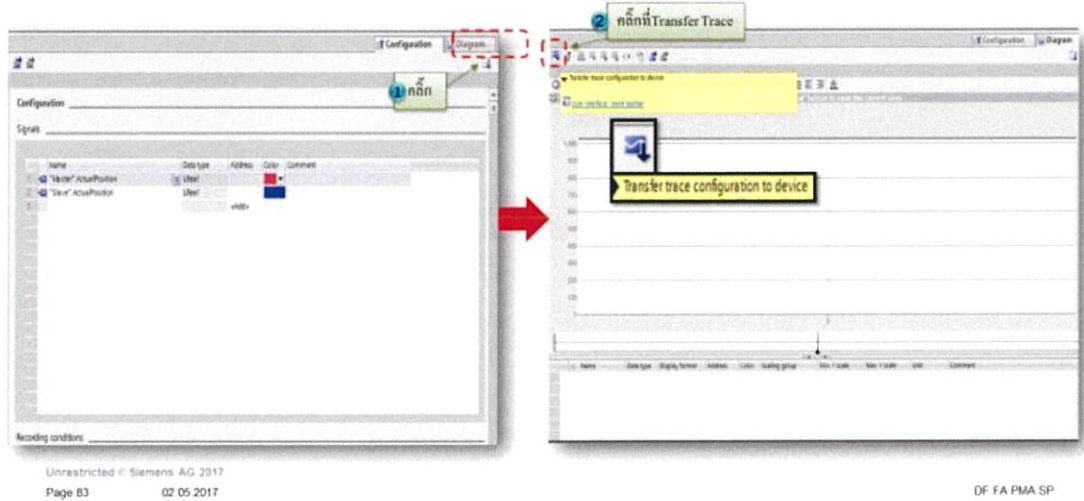 2 คลิ๊กที่Transfer Trace
Configuration
Diagram
1 คลิ๊ก
Configuration
Signals
Name Data type Address Color Comment
"Master".ActualPosition LReal
"Slave".ActualPosition LReal
<Add>
Recording conditions
Configuration
Diagram
Transfer trace configuration to device
Transfer trace configuration to device
Name Data type Display format Address Color Scaling group Min. Y-scale Max. Y-scale Unit Comment
Unrestricted © Siemens AG 2017
Page 83 02.05.2017
DF FA PMA SP